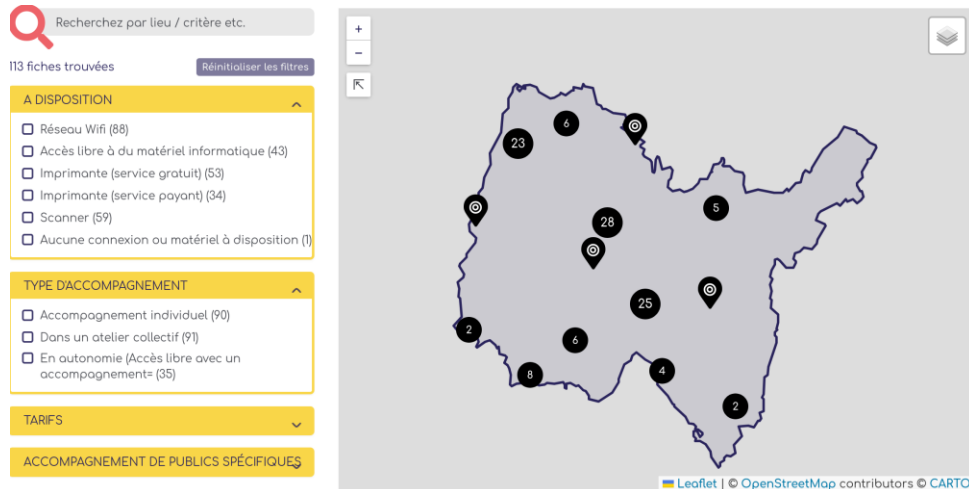 Recherchez par lieu / critère etc.
113 fiches trouvées
Réinitialiser les filtres
A DISPOSITION
Réseau Wifi (88)
Accès libre à du matériel informatique (43)
Imprimante (service gratuit) (53)
Imprimante (service payant) (34)
Scanner (59)
Aucune connexion ou matériel à disposition (1)
TYPE D'ACCOMPAGNEMENT
Accompagnement individuel (90)
Dans un atelier collectif (91)
En autonomie (Accès libre avec un
accompagnement= (35)
TARIFS
ACCOMPAGNEMENT DE PUBLICS SPÉCIFIQUES
+
−
6
23
5
28
25
2
6
8
4
2
Leaflet | © OpenStreetMap contributors © CARTO